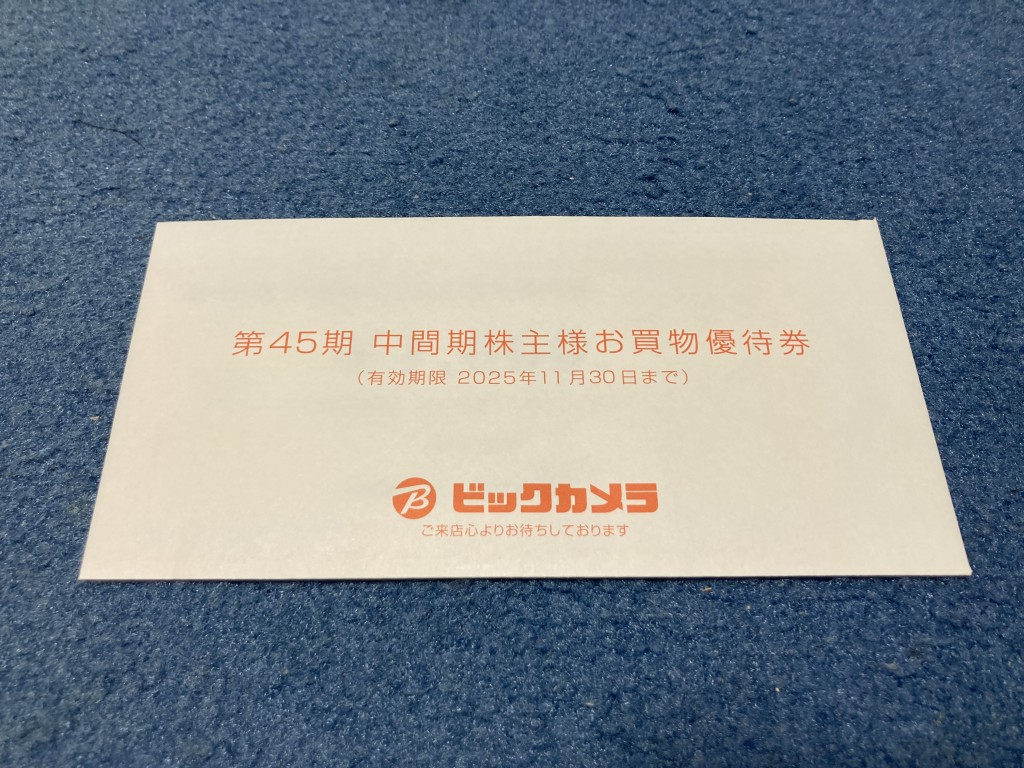 第45期 中間期株主様お買物優待券
（有効期限 2025年11月30日まで）
B ビックカメラ
ご来店心よりお待ちしております